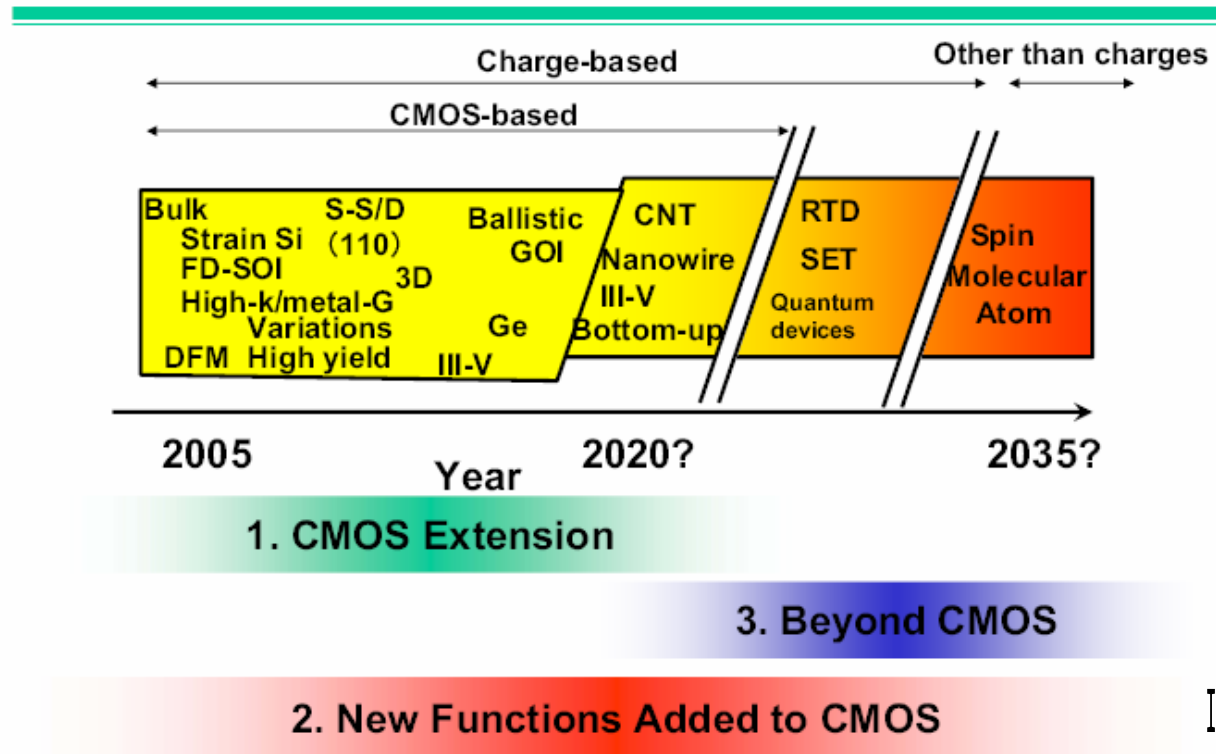 Charge-based
Other than charges
CMOS-based
Bulk
S-S/D
Strain Si
(110)
FD-SOI
3D
High-k/metal-G
Variations
DFM High yield
Ballistic
GOI
Ge
III-V
CNT
Nanowire
III-V
Bottom-up
RTD
SET
Quantum
devices
Spin
Molecular
Atom
2005
Year
2020?
2035?
1. CMOS Extension
3. Beyond CMOS
2. New Functions Added to CMOS